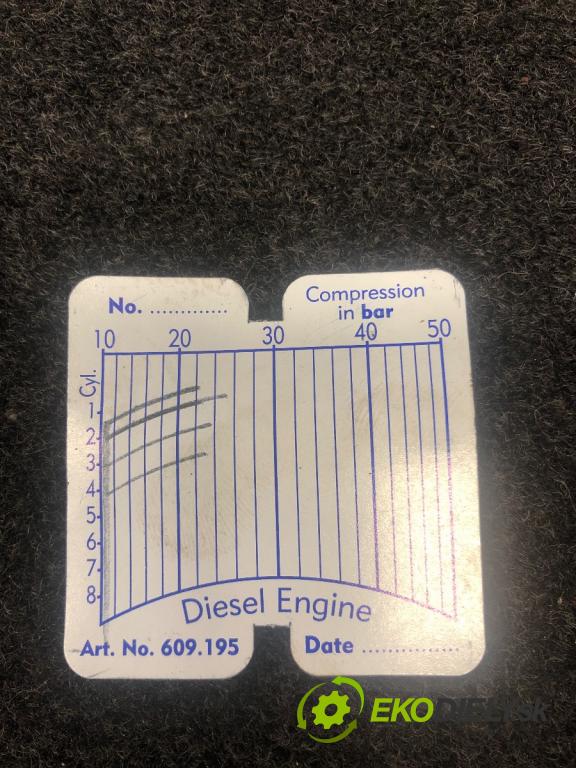 No. .............
Compression
in bar
10 20 30 40 50
Cyl.
1
2
3
4
5
6
7
8
Diesel Engine
Art. No. 609.195
Date ................
EKODIELY.sk